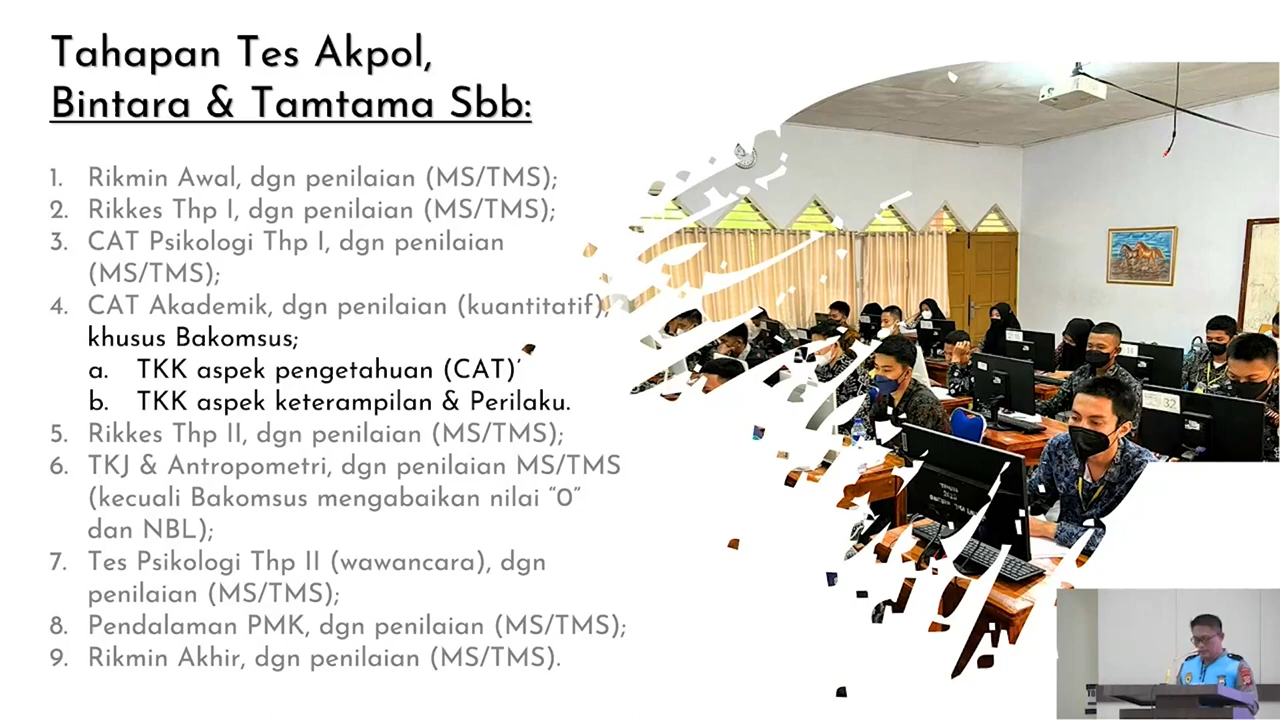 Tahapan Tes Akpol,
Bintara & Tamtama Sbb:
1. Rikmin Awal, dgn penilaian (MS/TMS);
2. Rikkes Thp I, dgn penilaian (MS/TMS);
3. CAT Psikologi Thp I, dgn penilaian
(MS/TMS);
4. CAT Akademik, dgn penilaian (kuantitatif),
khusus Bakomsus;
a. TKK aspek pengetahuan (CAT)
b. TKK aspek keterampilan & Perilaku.
5. Rikkes Thp II, dgn penilaian (MS/TMS);
6. TKJ & Antropometri, dgn penilaian MS/TMS
(kecuali Bakomsus mengabaikan nilai “0”
dan NBL);
7. Tes Psikologi Thp II (wawancara), dgn
penilaian (MS/TMS);
8. Pendalaman PMK, dgn penilaian (MS/TMS);
9. Rikmin Akhir, dgn penilaian (MS/TMS).
32